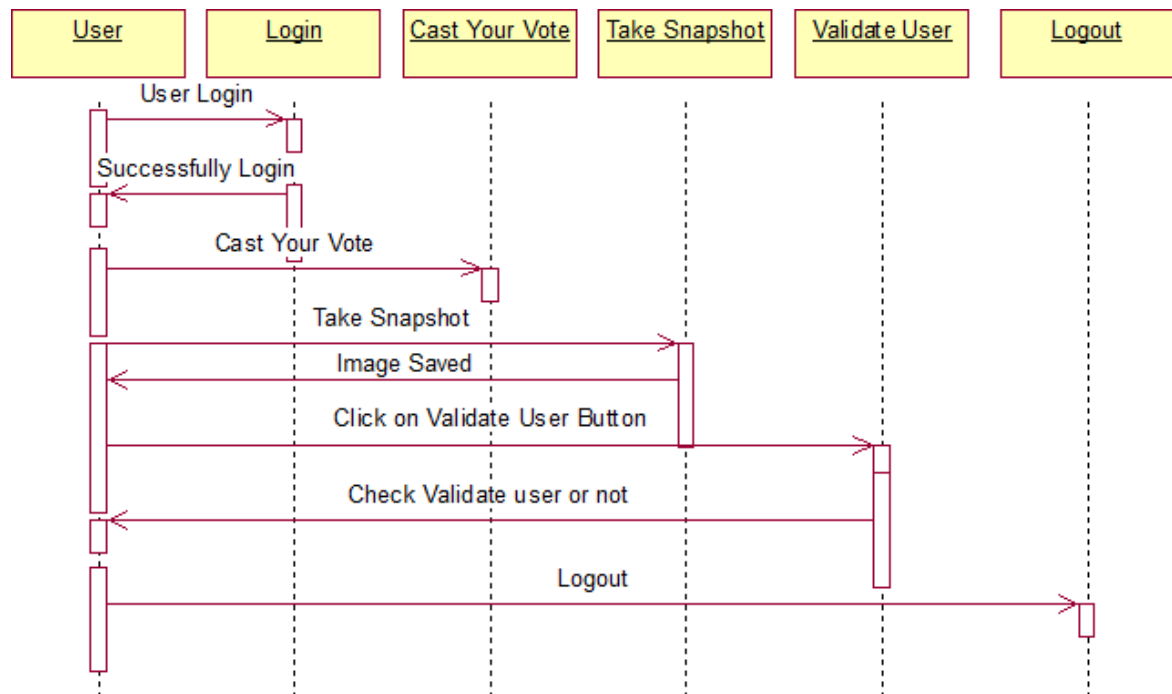 User
Login
Cast Your Vote
Take Snapshot
Validate User
Logout
User Login
Successfully Login
Cast Your Vote
Take Snapshot
Image Saved
Click on Validate User Button
Check Validate user or not
Logout